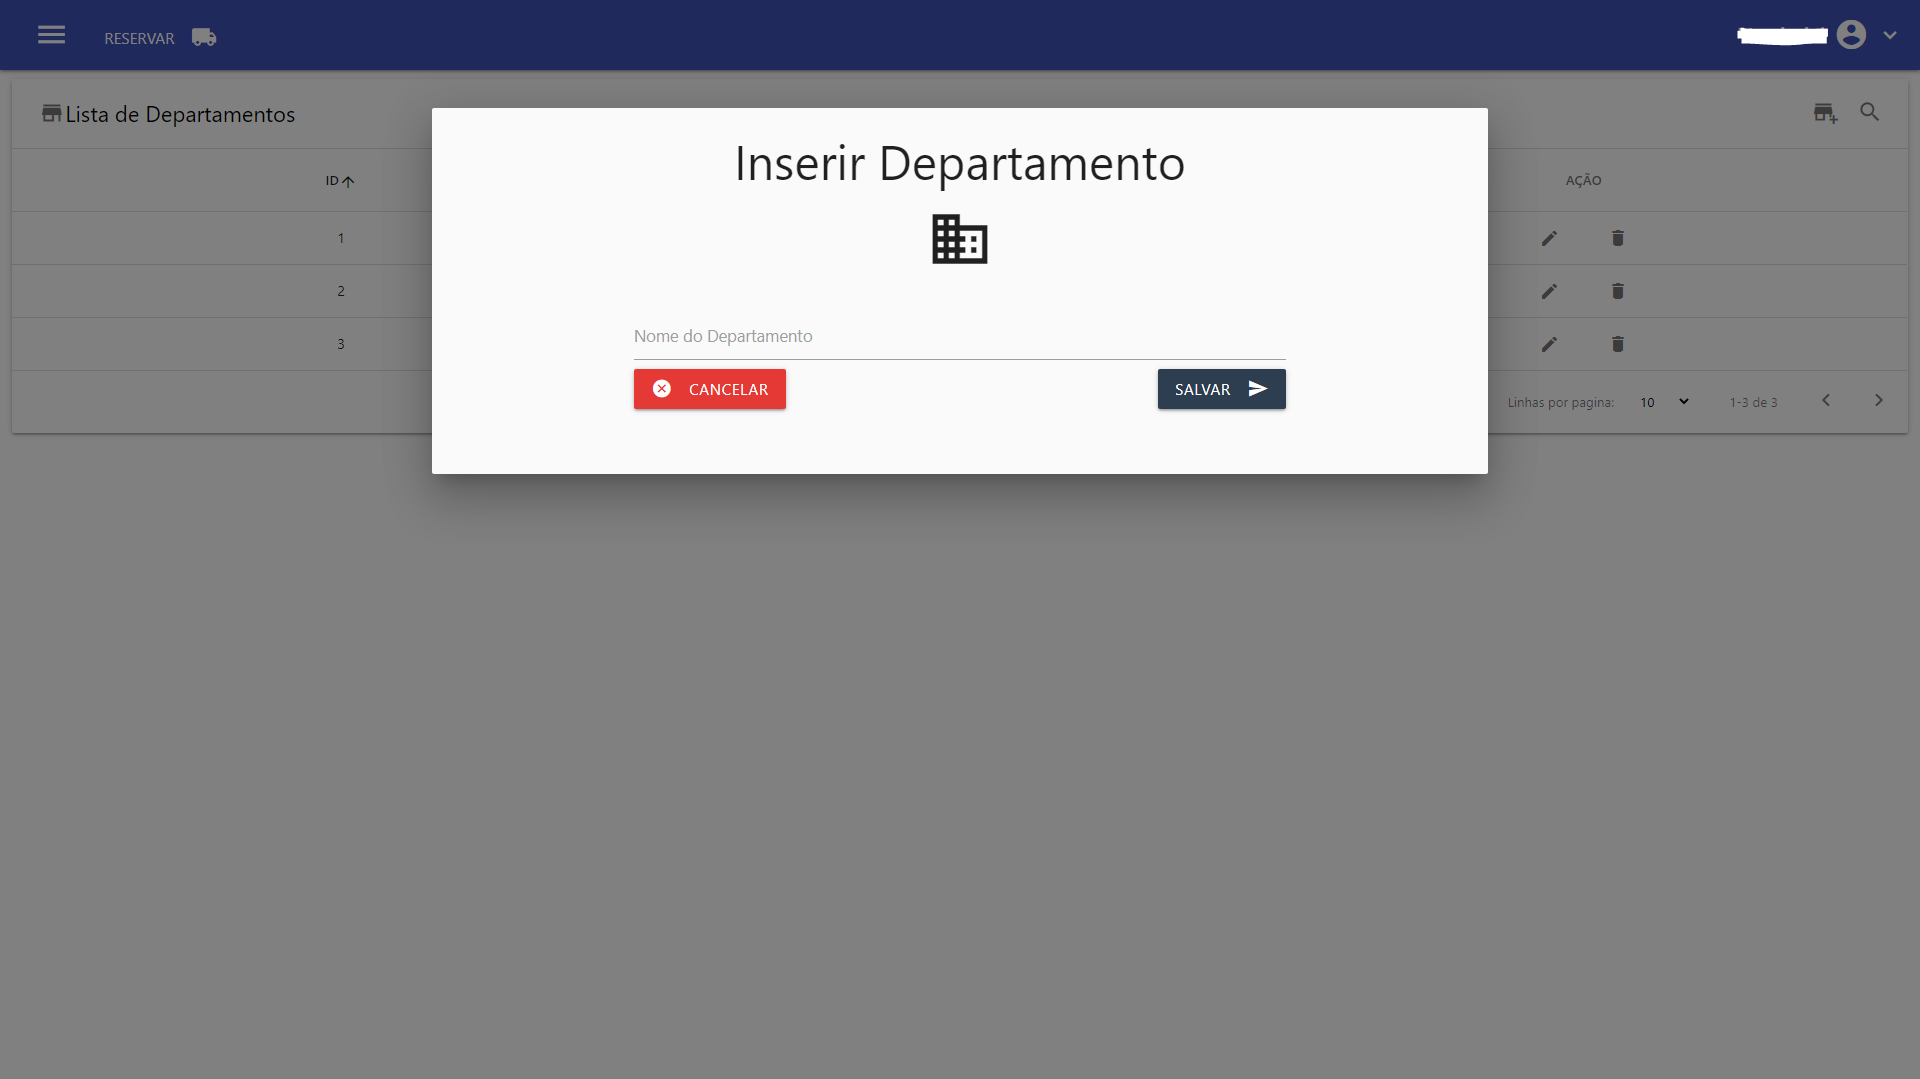 RESERVAR
Lista de Departamentos
ID
AÇÃO
1
2
3
Linhas por pagina: 10 1-3 de 3
Inserir Departamento
Nome do Departamento
CANCELAR
SALVAR